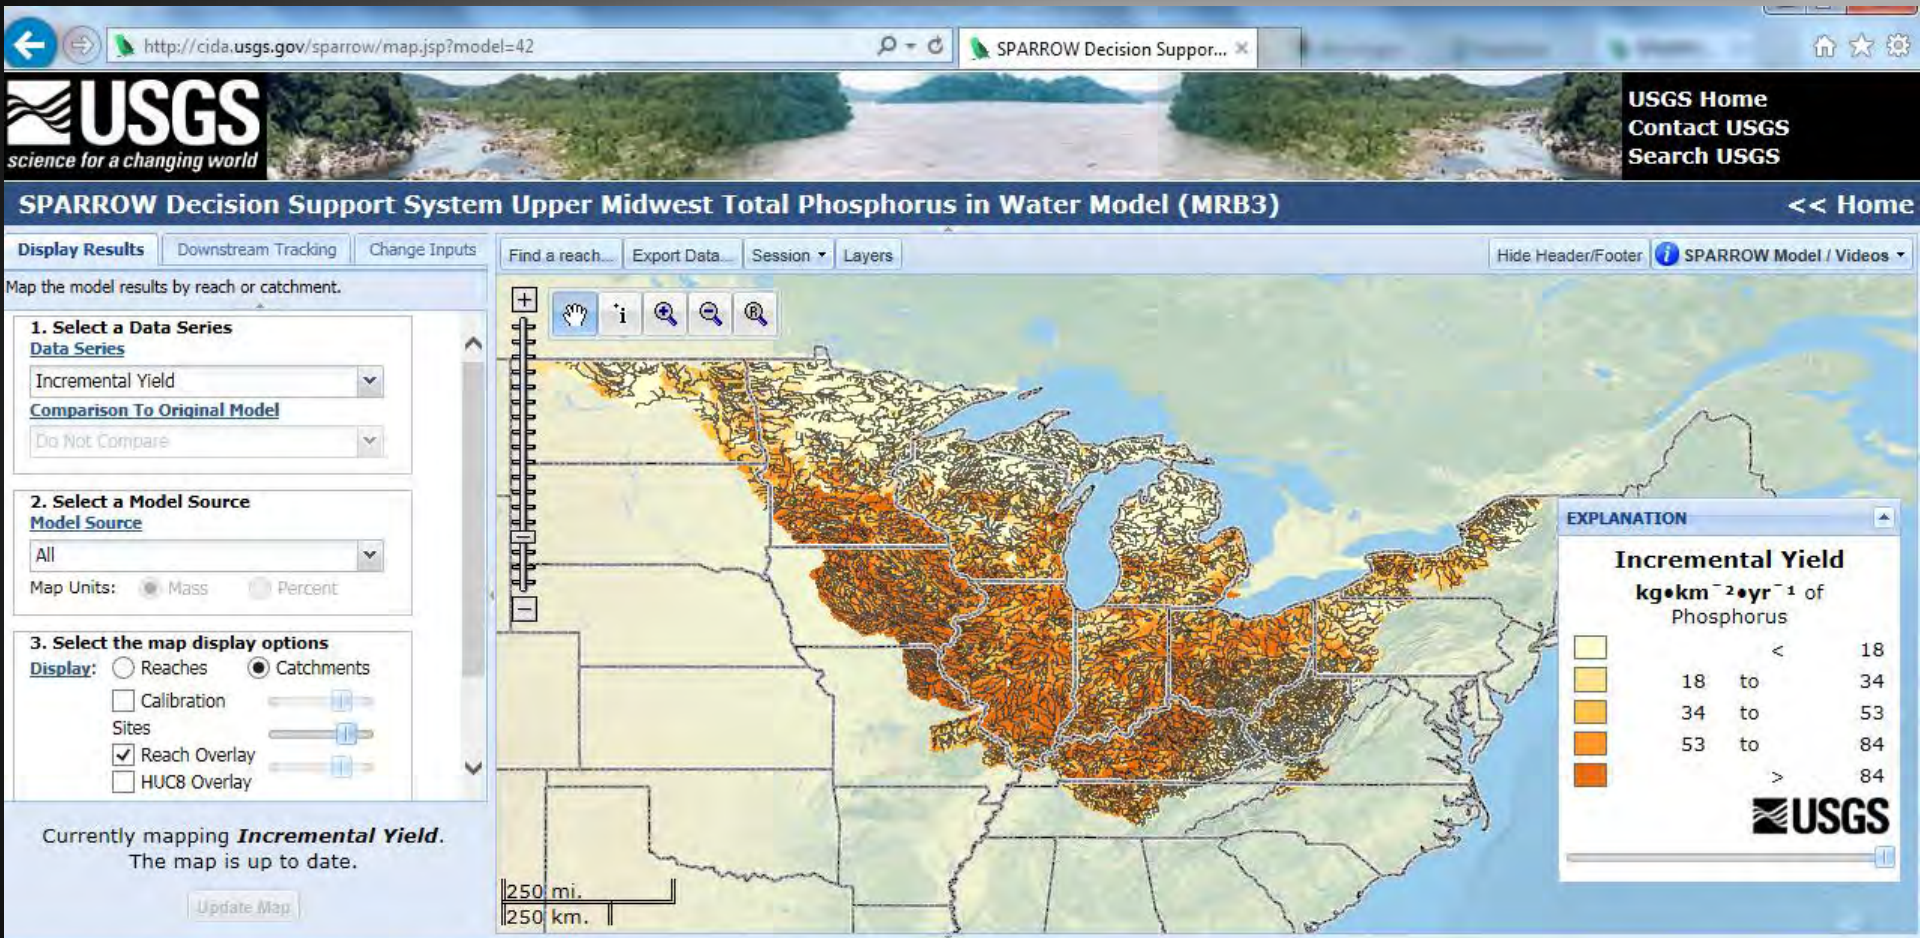 http://cida.usgs.gov/sparrow/map.jsp?model=42
SPARROW Decision Suppor...
USGS
science for a changing world
USGS Home
Contact USGS
Search USGS
SPARROW Decision Support System Upper Midwest Total Phosphorus in Water Model (MRB3)
<< Home
Display Results
Downstream Tracking
Change Inputs
Find a reach...
Export Data...
Session
Layers
Hide Header/Footer
i
SPARROW Model / Videos
Map the model results by reach or catchment.
1. Select a Data Series
Data Series
Incremental Yield
Comparison To Original Model
Do Not Compare
2. Select a Model Source
Model Source
All
Map Units: Mass Percent
3. Select the map display options
Display: Reaches Catchments
Calibration
Sites
Reach Overlay
HUC8 Overlay
Currently mapping Incremental Yield.
The map is up to date.
Update Map
i
R
250 mi.
250 km.
EXPLANATION
Incremental Yield
kg•km⁻²•yr⁻¹ of
Phosphorus
< 18
18 to 34
34 to 53
53 to 84
> 84
USGS